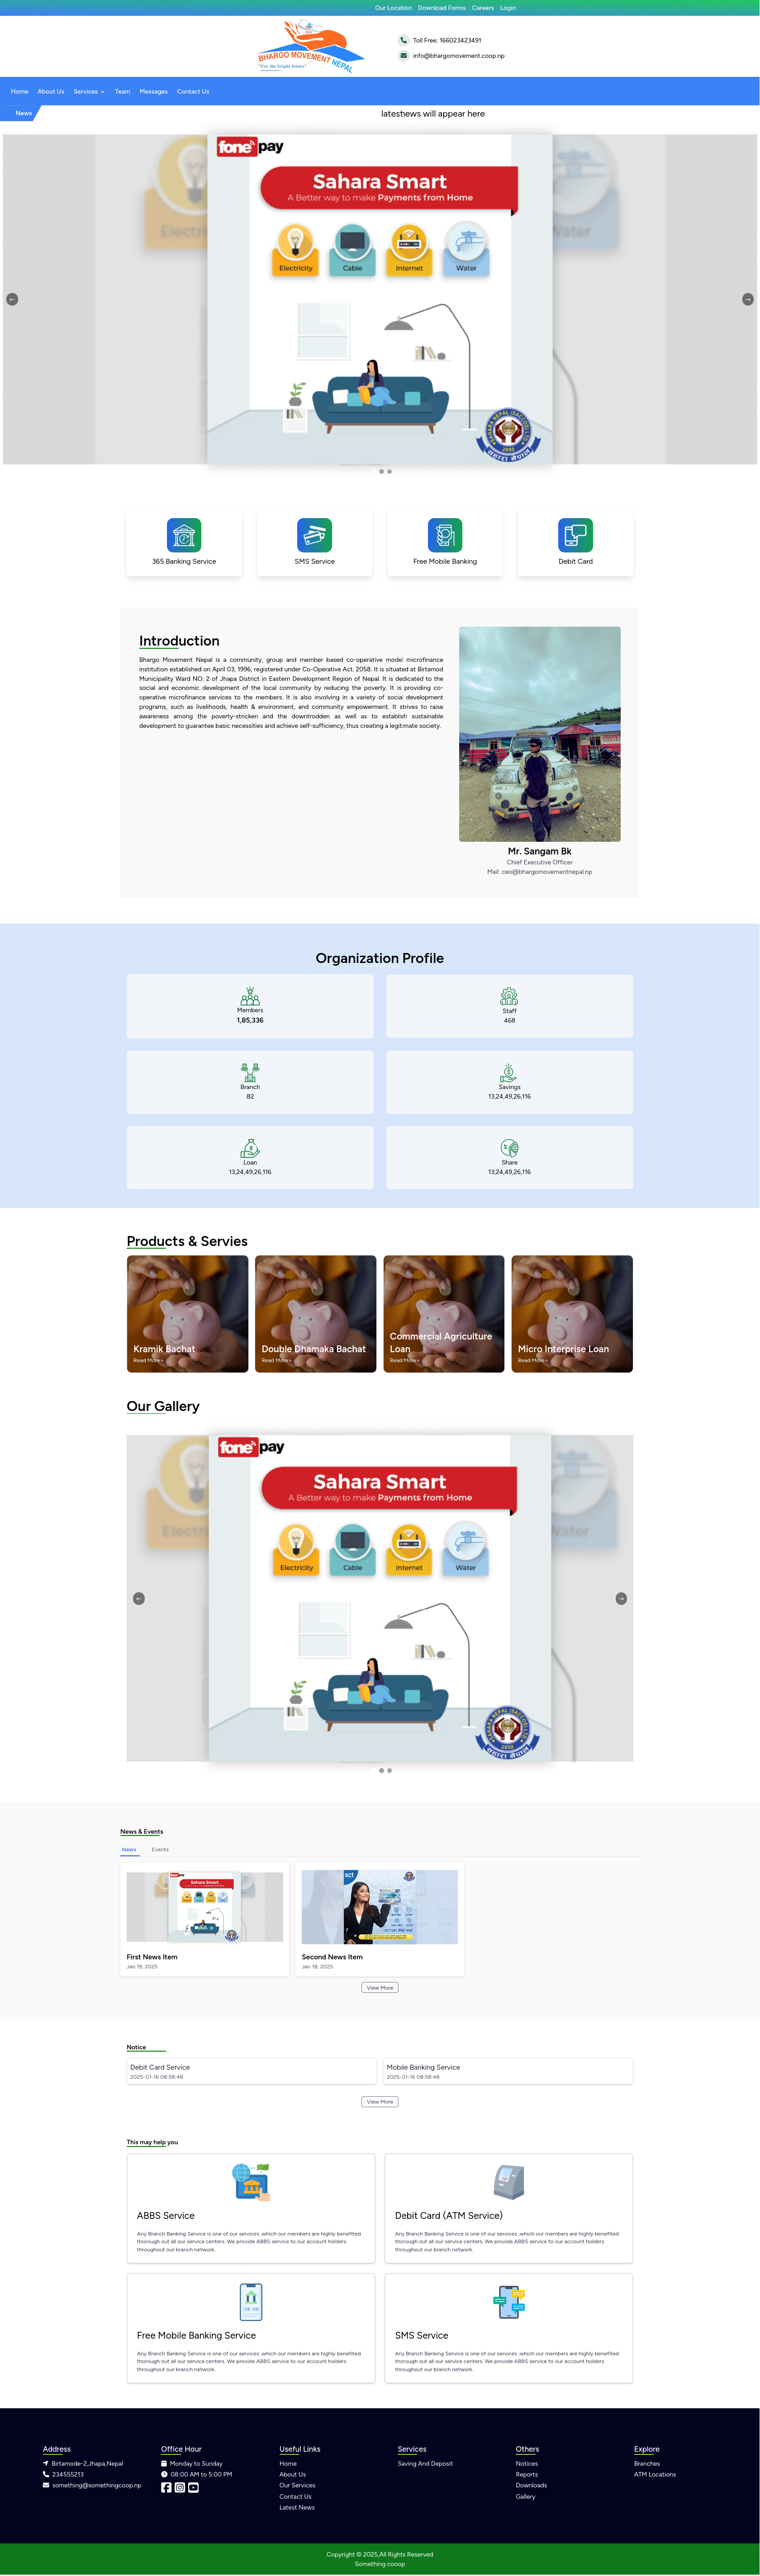 Our Location Download Forms Careers Login
BHARGO MOVEMENT NEPAL
"For the bright future"
Toll Free: 166023423491
info@bhargomovement.coop.np
Home About Us Services Team Messages Contact Us
News
latestnews will appear here
fonepay
Sahara Smart
A Better way to make Payments from Home
Electricity Cable Internet Water
365 Banking Service
SMS Service
Free Mobile Banking
Debit Card
Introduction
Bhargo Movement Nepal is a community, group and member based co-operative model microfinance
institution established on April 03, 1996, registered under Co-Operative Act. 2058. It is situated at Birtamod
Municipality Ward NO: 2 of Jhapa District in Eastern Development Region of Nepal. It is dedicated to the
social and economic development of the local community by reducing the poverty. It is providing co-
operative microfinance services to the members. It is also involving in a variety of social development
programs, such as livelihoods, health & environment, and community empowerment. It strives to raise
awareness among the poverty-stricken and the downtrodden as well as to establish sustainable
development to guarantee basic necessities and achieve self-sufficiency, thus creating a legitimate society.
Mr. Sangam Bk
Chief Executive Officer
Mail: ceo@bhargomovementnepal.np
Organization Profile
Members
1,85,336
Staff
468
Branch
82
Savings
13,24,49,26,116
Loan
13,24,49,26,116
Share
13,24,49,26,116
Products & Servies
Kramik Bachat
Read More »
Double Dhamaka Bachat
Read More »
Commercial Agriculture
Loan
Read More »
Micro Interprise Loan
Read More »
Our Gallery
fonepay
Sahara Smart
A Better way to make Payments from Home
Electricity Cable Internet Water
News & Events
News Events
Sahara Smart
First News Item
Jan 19, 2025
sct
Second News Item
Jan 18, 2025
View More
Notice
Debit Card Service
2025-01-16 08:58:48
Mobile Banking Service
2025-01-16 08:58:48
View More
This may help you
ABBS Service
Any Branch Banking Service is one of our services ,which our members are highly benefited
thorough out all our service centers. We provide ABBS service to our account holders
throughout our branch network.
Debit Card (ATM Service)
Any Branch Banking Service is one of our services ,which our members are highly benefited
thorough out all our service centers. We provide ABBS service to our account holders
throughout our branch network.
Free Mobile Banking Service
Any Branch Banking Service is one of our services ,which our members are highly benefited
thorough out all our service centers. We provide ABBS service to our account holders
throughout our branch network.
SMS Service
Any Branch Banking Service is one of our services ,which our members are highly benefited
thorough out all our service centers. We provide ABBS service to our account holders
throughout our branch network.
Address
Birtamode-2,Jhapa,Nepal
234555213
something@somethingcoop.np
Office Hour
Monday to Sunday
08:00 AM to 5:00 PM
Useful Links
Home
About Us
Our Services
Contact Us
Latest News
Services
Saving And Deposit
Others
Notices
Reports
Downloads
Gallery
Explore
Branches
ATM Locations
Copyright © 2025,All Rights Reserved
Something cooop